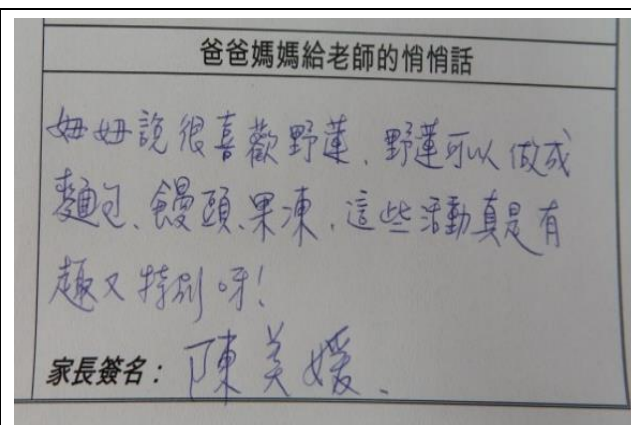 爸爸媽媽給老師的悄悄話
妞妞說很喜歡野蓮、野蓮可以做成
麵包、饅頭、果凍,這些活動真是有
趣又特別呀!
家長簽名：陳美媛、